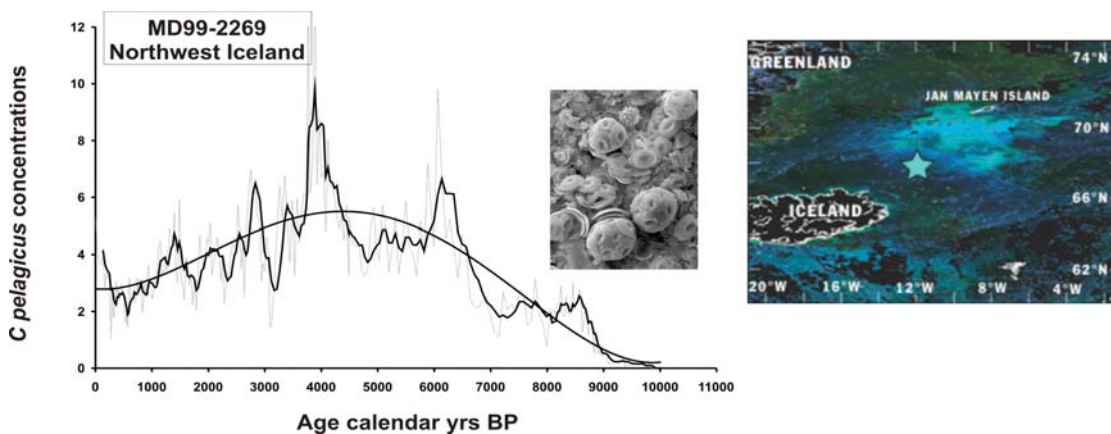 MD99-2269
Northwest Iceland
C pelagicus concentrations
12
10
8
6
4
2
0
0 1000 2000 3000 4000 5000 6000 7000 8000 9000 10000 11000
Age calendar yrs BP
GREENLAND
74°N
JAN MAYEN ISLAND
70°N
66°N
ICELAND
62°N
20°W 16°W 12°W 8°W 4°W